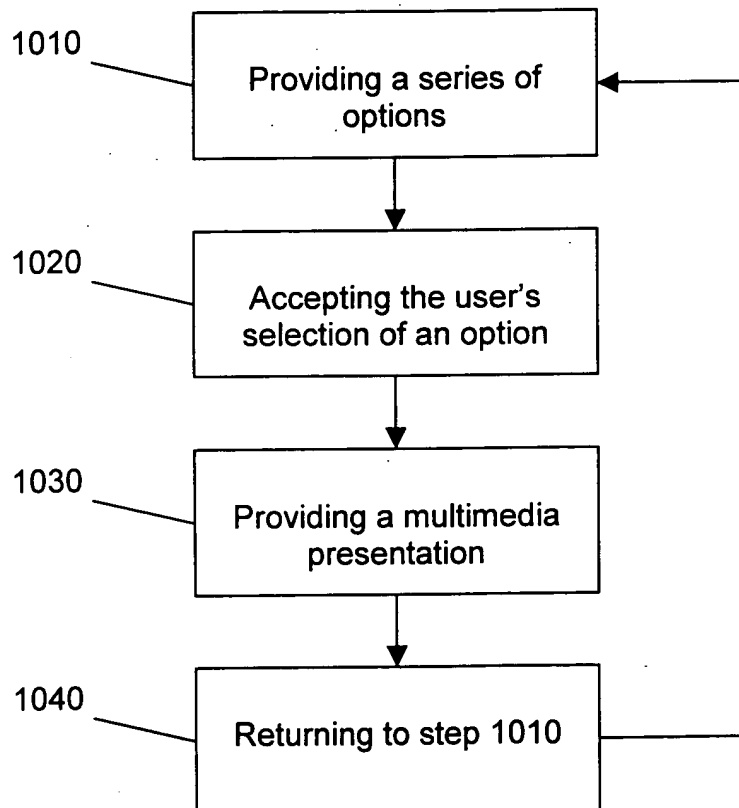 1010
Providing a series of
options
1020
Accepting the user's
selection of an option
1030
Providing a multimedia
presentation
1040
Returning to step 1010